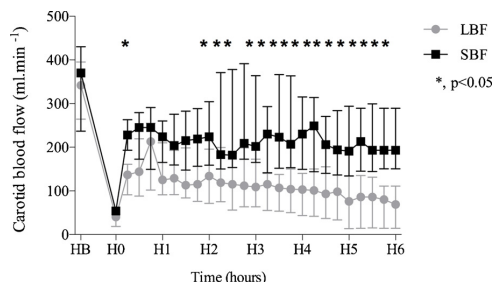 Carotid blood flow (ml.min⁻¹)
500
400
300
200
100
0
* *** *************
HB H0 H1 H2 H3 H4 H5 H6
Time (hours)
LBF
SBF
*, p<0.05